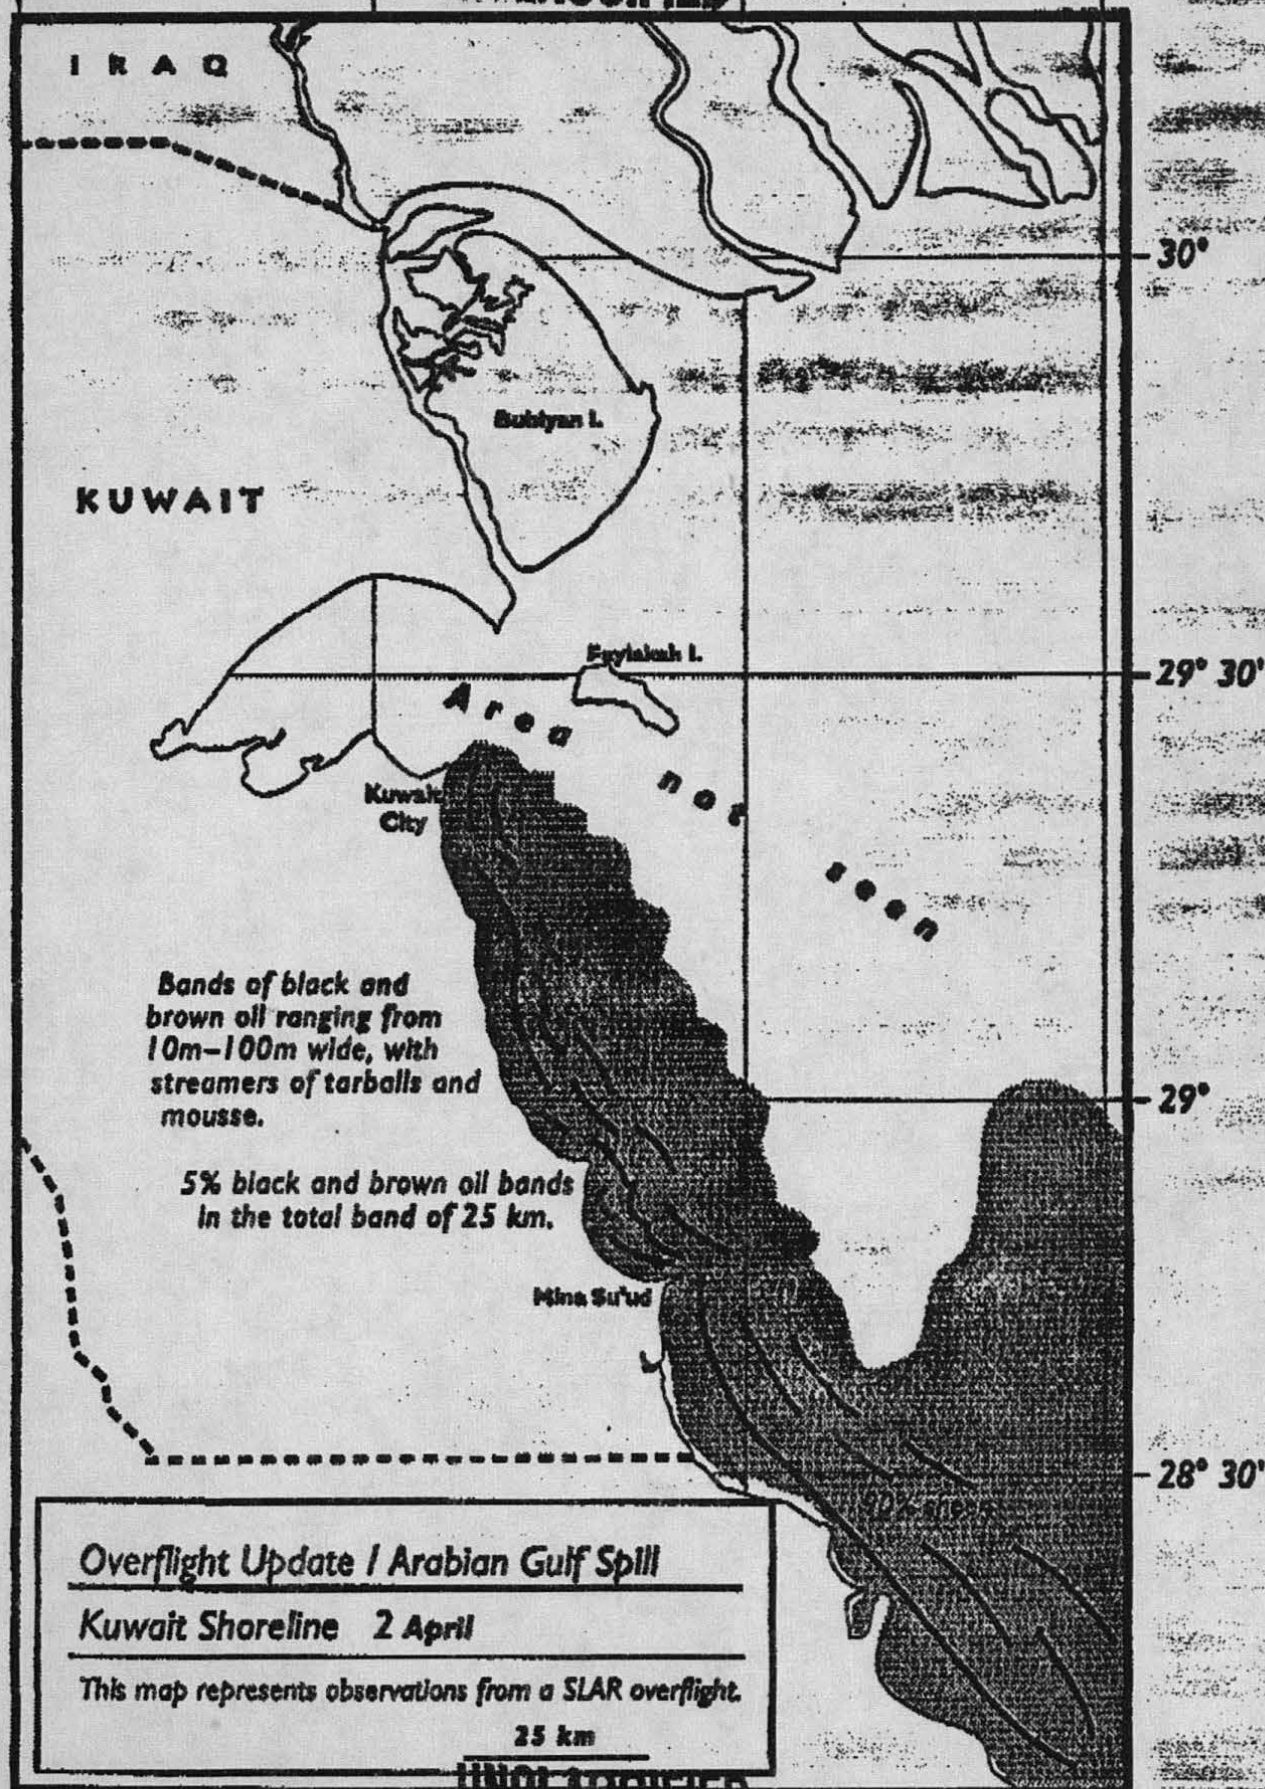 IRAQ
30°
Bubiyan I.
KUWAIT
Faylakah I.
29° 30'
Area not seen
Kuwait
City
Bands of black and
brown oil ranging from
10m–100m wide, with
streamers of tarballs and
mousse.
29°
5% black and brown oil bands
in the total band of 25 km.
Mina Su'ud
28° 30'
90% sheen
Overflight Update / Arabian Gulf Spill
Kuwait Shoreline 2 April
This map represents observations from a SLAR overflight.
25 km
UNCLASSIFIED